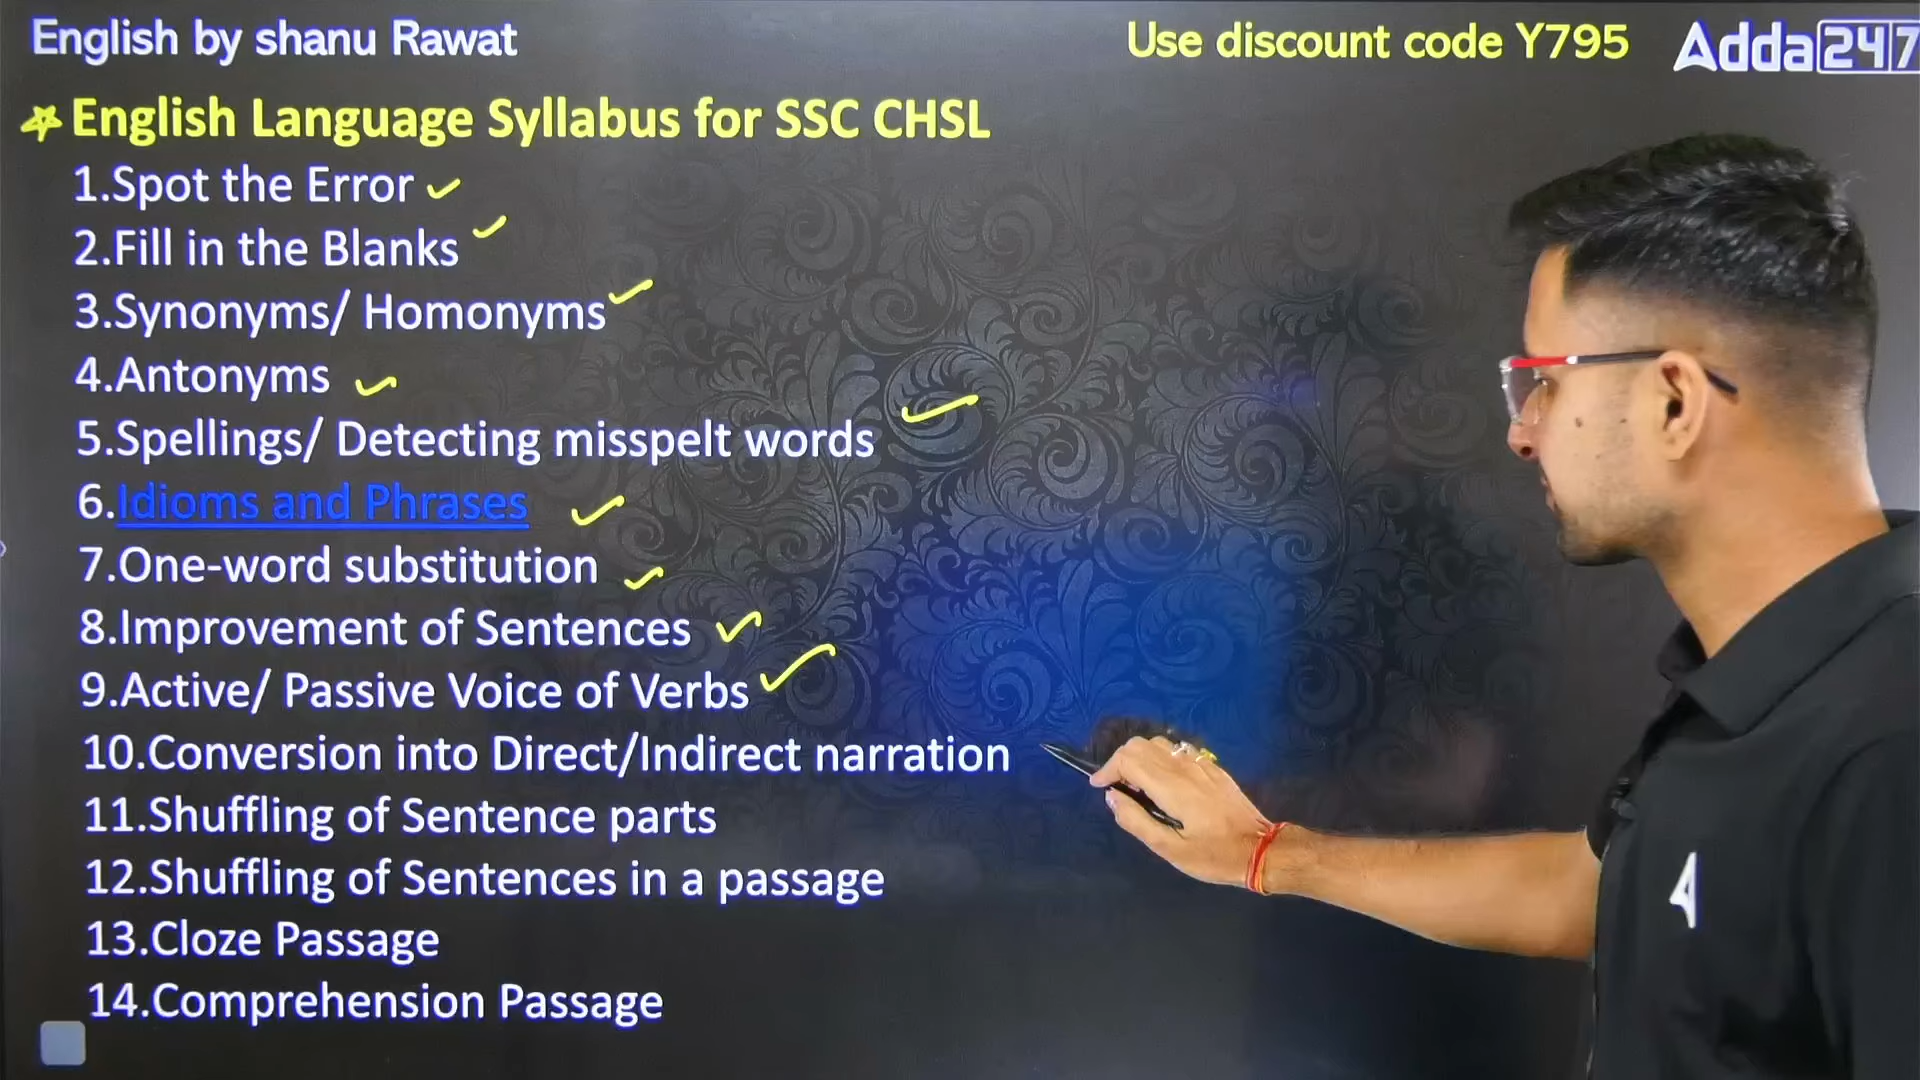 English by shanu Rawat
Use discount code Y795
Adda247
English Language Syllabus for SSC CHSL
1.Spot the Error
2.Fill in the Blanks
3.Synonyms/ Homonyms
4.Antonyms
5.Spellings/ Detecting misspelt words
6.Idioms and Phrases
7.One-word substitution
8.Improvement of Sentences
9.Active/ Passive Voice of Verbs
10.Conversion into Direct/Indirect narration
11.Shuffling of Sentence parts
12.Shuffling of Sentences in a passage
13.Cloze Passage
14.Comprehension Passage